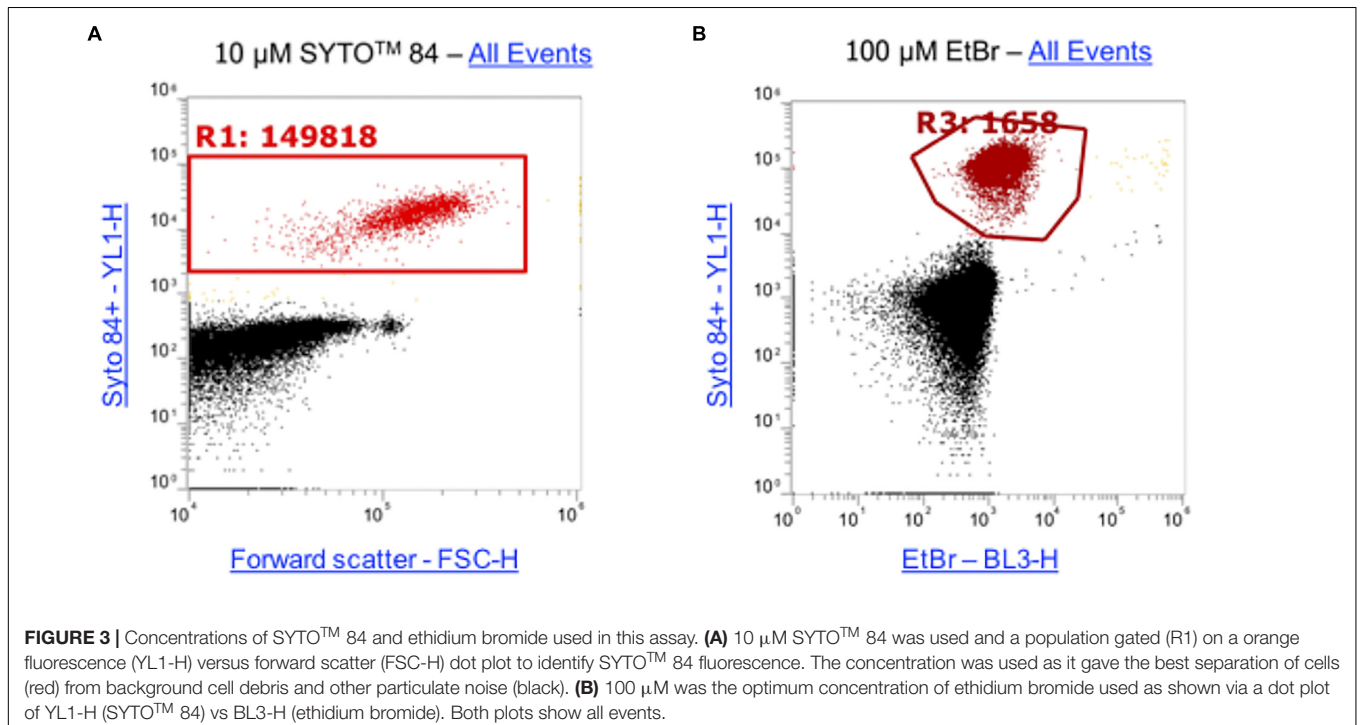 A
10 µM SYTO™ 84 – All Events
R1: 149818
10⁶
10⁵
10⁴
10³
10²
10¹
10⁰
Syto 84+ - YL1-H
10⁴ 10⁵ 10⁶
Forward scatter - FSC-H
B
100 µM EtBr – All Events
R3: 1658
10⁶
10⁵
10⁴
10³
10²
10¹
10⁰
Syto 84+ - YL1-H
10⁰ 10¹ 10² 10³ 10⁴ 10⁵ 10⁶
EtBr – BL3-H
FIGURE 3 | Concentrations of SYTO™ 84 and ethidium bromide used in this assay. (A) 10 µM SYTO™ 84 was used and a population gated (R1) on a orange
fluorescence (YL1-H) versus forward scatter (FSC-H) dot plot to identify SYTO™ 84 fluorescence. The concentration was used as it gave the best separation of cells
(red) from background cell debris and other particulate noise (black). (B) 100 µM was the optimum concentration of ethidium bromide used as shown via a dot plot
of YL1-H (SYTO™ 84) vs BL3-H (ethidium bromide). Both plots show all events.